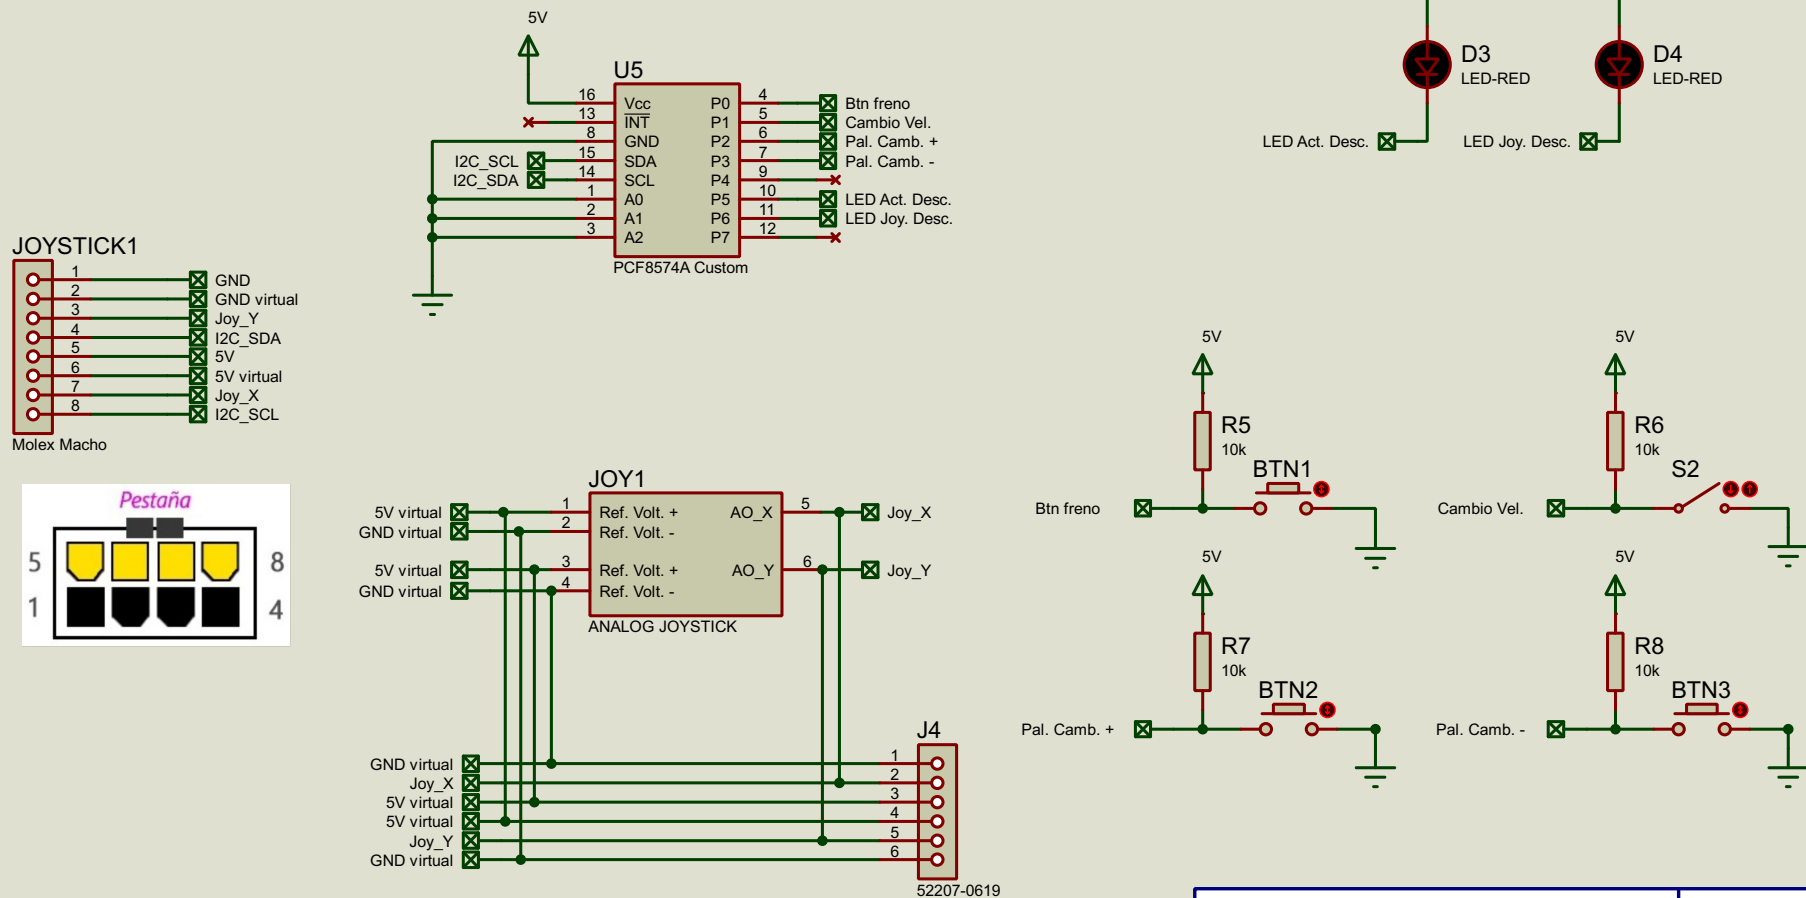 5V
U5
16 Vcc P0 4 Btn freno
13 INT P1 5 Cambio Vel.
8 GND P2 6 Pal. Camb. +
I2C_SCL 15 SDA P3 7 Pal. Camb. -
I2C_SDA 14 SCL P4 9
1 A0 P5 10 LED Act. Desc.
2 A1 P6 11 LED Joy. Desc.
3 A2 P7 12
PCF8574A Custom
D3
LED-RED
LED Act. Desc.
D4
LED-RED
LED Joy. Desc.
JOYSTICK1
1 GND
2 GND virtual
3 Joy_Y
4 I2C_SDA
5 5V
6 5V virtual
7 Joy_X
8 I2C_SCL
Molex Macho
Pestaña
5 8
1 4
JOY1
5V virtual 1 Ref. Volt. + AO_X 5 Joy_X
GND virtual 2 Ref. Volt. -
5V virtual 3 Ref. Volt. + AO_Y 6 Joy_Y
GND virtual 4 Ref. Volt. -
ANALOG JOYSTICK
J4
GND virtual 1
Joy_X 2
5V virtual 3
5V virtual 4
Joy_Y 5
GND virtual 6
52207-0619
5V
R5
10k
BTN1
Btn freno
5V
R6
10k
S2
Cambio Vel.
5V
R7
10k
BTN2
Pal. Camb. +
5V
R8
10k
BTN3
Pal. Camb. -